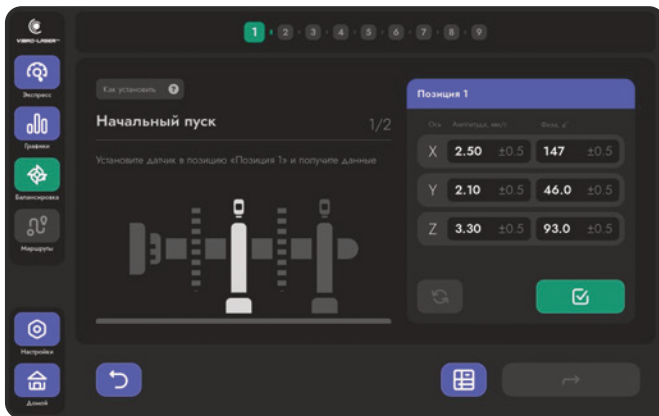 VIBRO-LASER™
1 2 3 4 5 6 7 8 9
Экспресс
Графики
Балансировка
Маршруты
Настройки
Домой
Как установить ?
Начальный пуск 1/2
Установите датчик в позицию «Позиция 1» и получите данные
Позиция 1
Ось Амплитуда, мм/с Фаза, д°
X 2.50 ±0.5 147 ±0.5
Y 2.10 ±0.5 46.0 ±0.5
Z 3.30 ±0.5 93.0 ±0.5